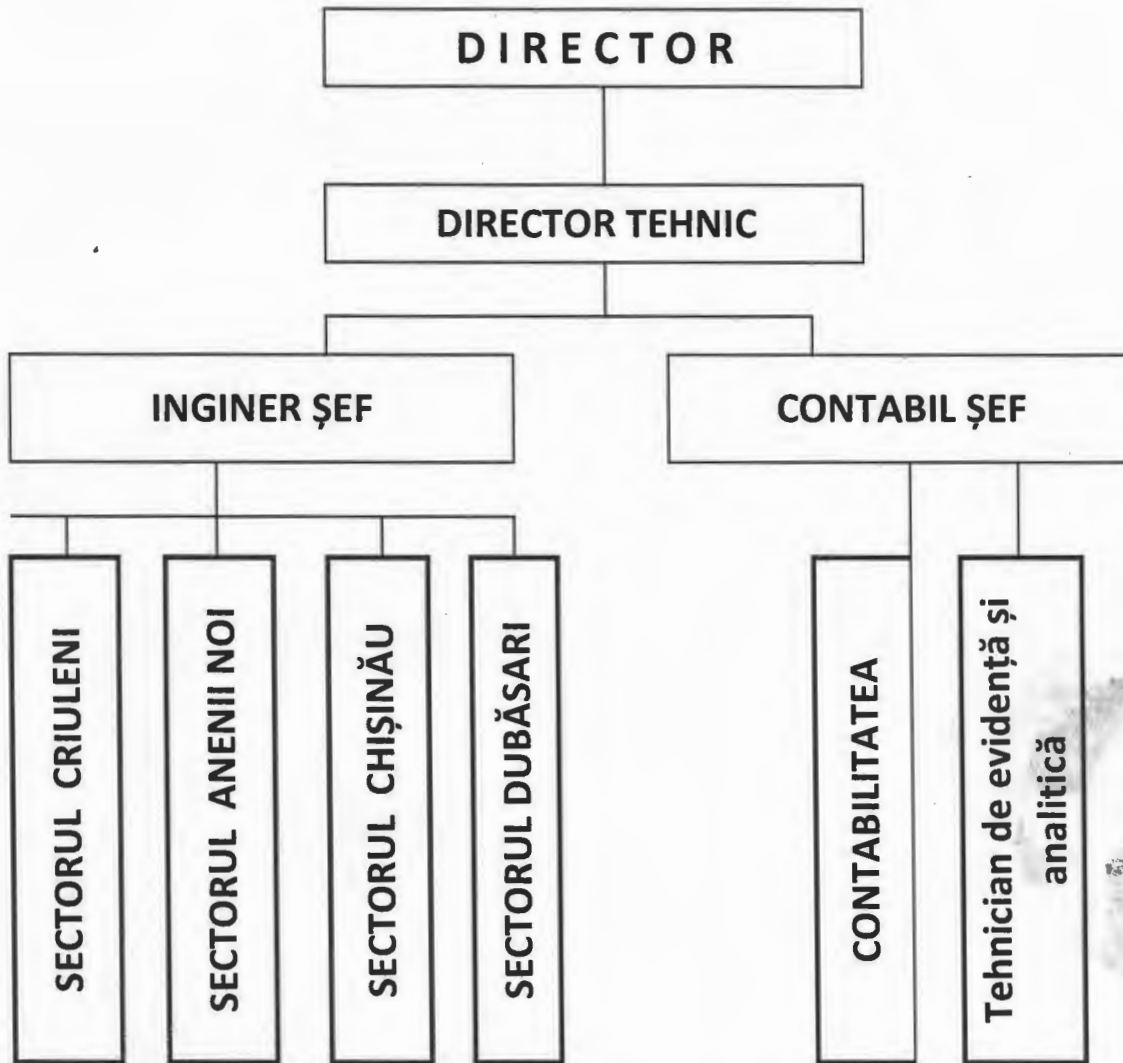 DIRECTOR
DIRECTOR TEHNIC
INGINER ȘEF
CONTABIL ȘEF
SECTORUL CRIULENI
SECTORUL ANENII NOI
SECTORUL CHIȘINĂU
SECTORUL DUBĂSARI
CONTABILITATEA
Tehnician de evidență și
analitică